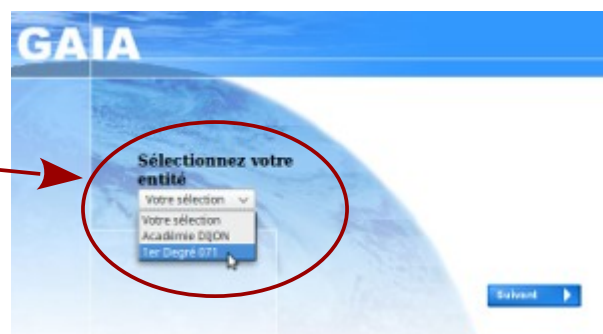 GAIA
Sélectionnez votre
entité
Votre sélection
Votre sélection
Académie DIJON
1er Degré 071
Suivant